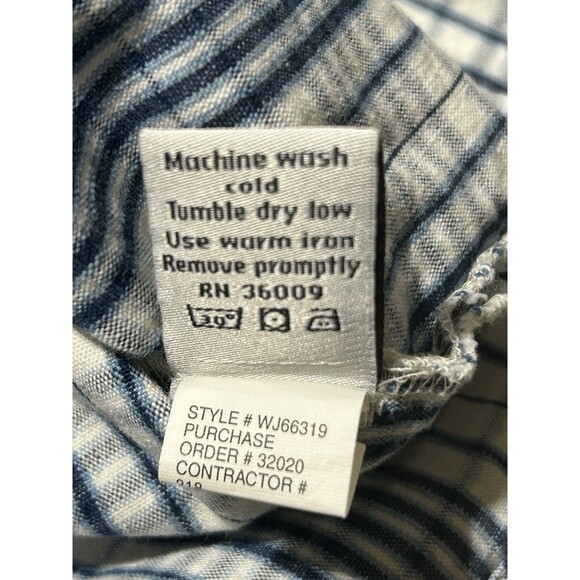 Machine wash
cold
Tumble dry low
Use warm iron
Remove promptly
RN 36009
30°
STYLE # WJ66319
PURCHASE
ORDER # 32020
CONTRACTOR #